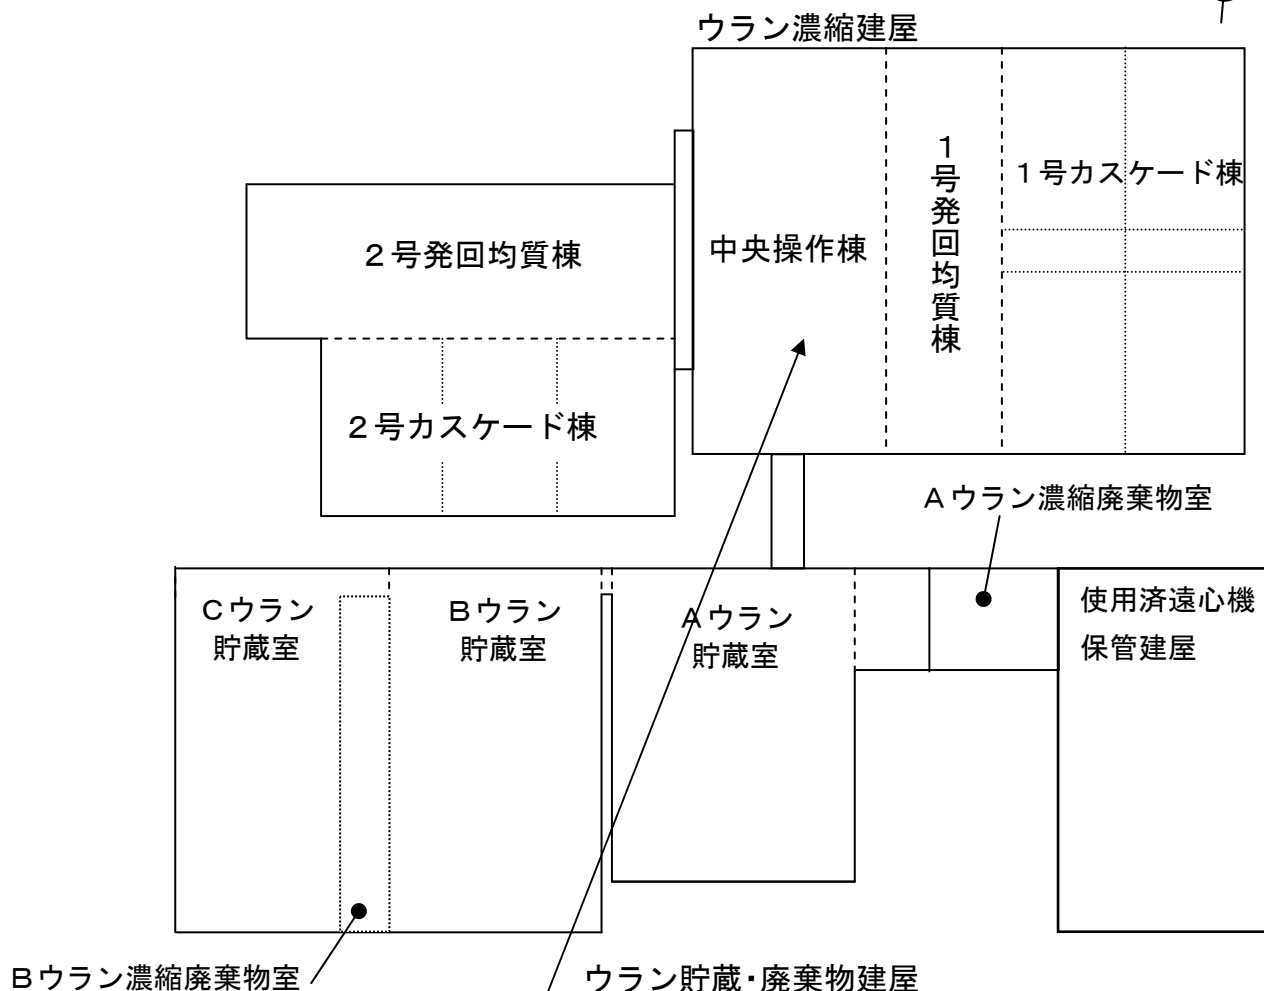 ウラン濃縮建屋
1号発回均質棟
1号カスケード棟
中央操作棟
2号発回均質棟
2号カスケード棟
Aウラン濃縮廃棄物室
Cウラン
貯蔵室
Bウラン
貯蔵室
Aウラン
貯蔵室
使用済遠心機
保管建屋
Bウラン濃縮廃棄物室
ウラン貯蔵・廃棄物建屋